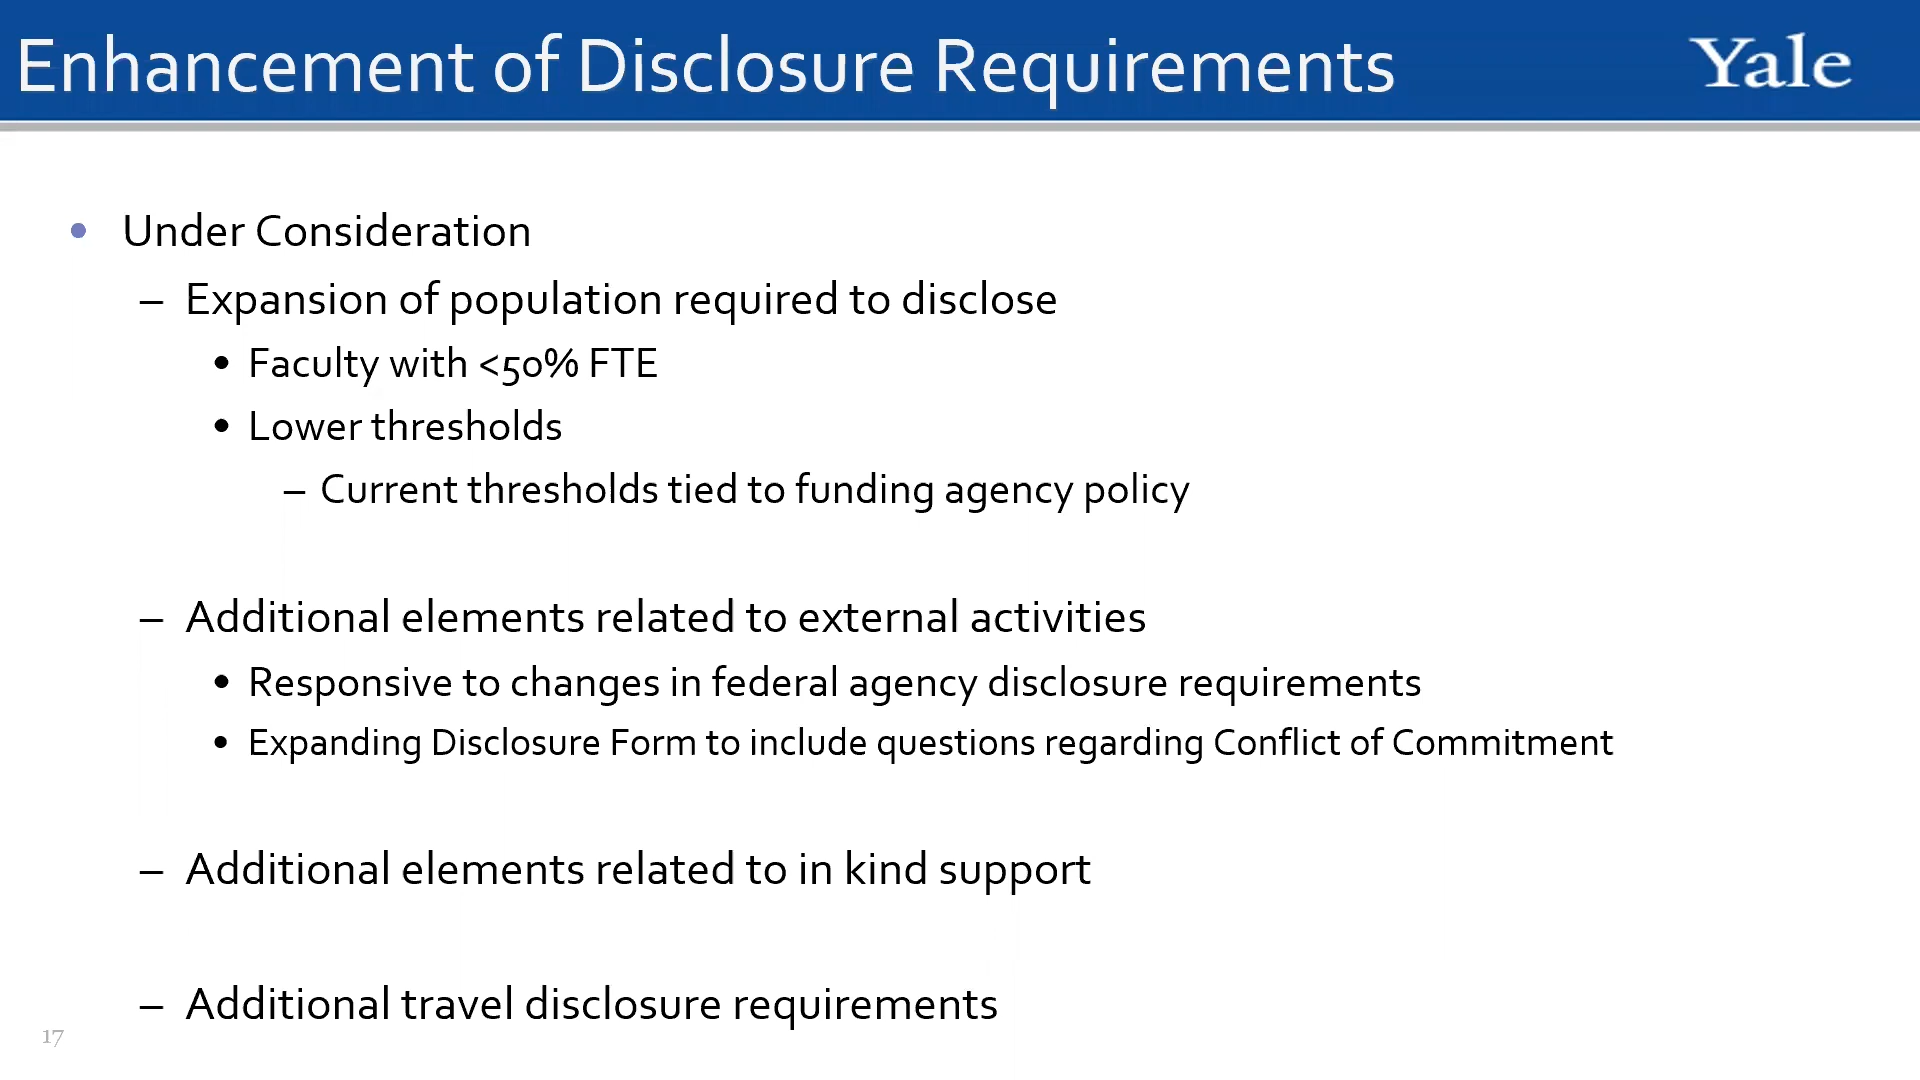 Enhancement of Disclosure Requirements
Yale
• Under Consideration
– Expansion of population required to disclose
• Faculty with <50% FTE
• Lower thresholds
– Current thresholds tied to funding agency policy
– Additional elements related to external activities
• Responsive to changes in federal agency disclosure requirements
• Expanding Disclosure Form to include questions regarding Conflict of Commitment
– Additional elements related to in kind support
– Additional travel disclosure requirements
17